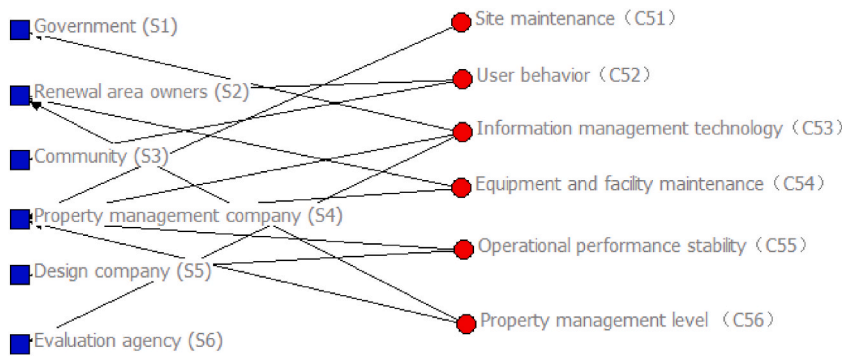 Government (S1)
Renewal area owners (S2)
Community (S3)
Property management company (S4)
Design company (S5)
Evaluation agency (S6)
Site maintenance（C51）
User behavior（C52）
Information management technology（C53）
Equipment and facility maintenance（C54）
Operational performance stability（C55）
Property management level （C56）